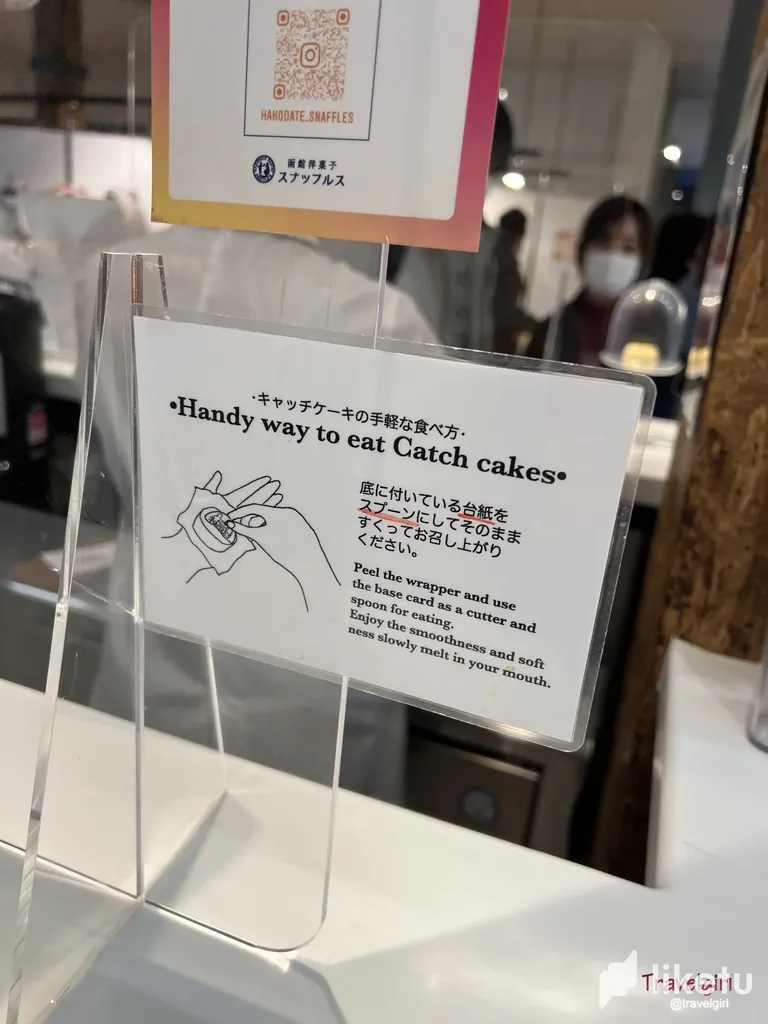 HAKODATE_SNAFFLES
函館洋菓子
スナッフルス
・キャッチケーキの手軽な食べ方・
•Handy way to eat Catch cakes•
底に付いている台紙を
スプーンにしてそのまま
すくってお召し上がり
ください。
Peel the wrapper and use
the base card as a cutter and
spoon for eating.
Enjoy the smoothness and soft
ness slowly melt in your mouth.
liketu
Travelgirl
@travelgirl